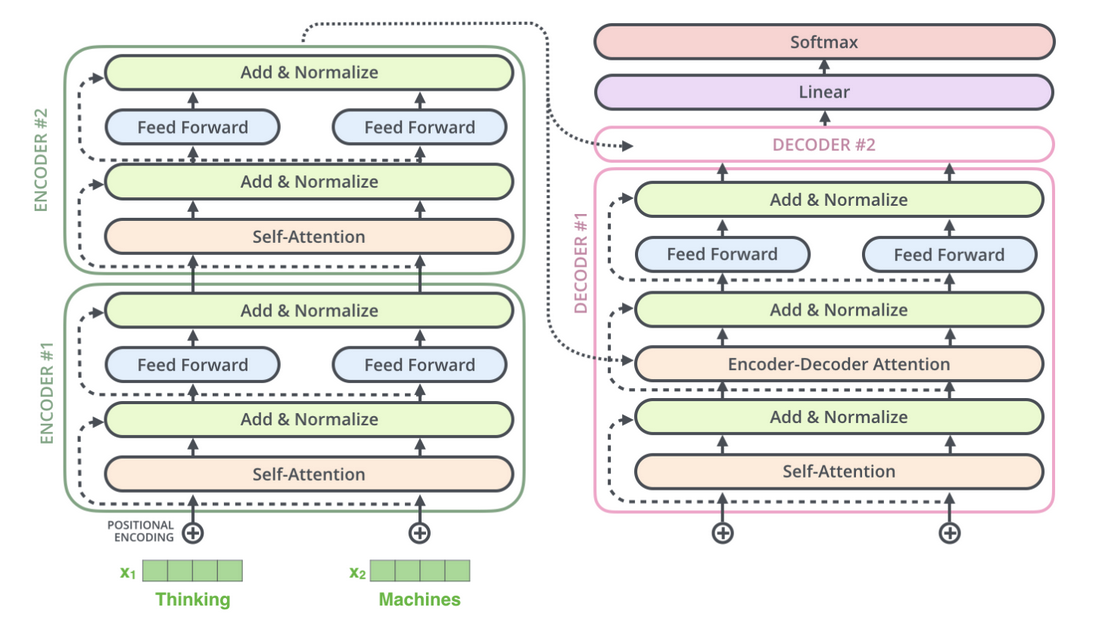 ENCODER #2
Add & Normalize
Feed Forward
Feed Forward
Add & Normalize
Self-Attention
ENCODER #1
Add & Normalize
Feed Forward
Feed Forward
Add & Normalize
Self-Attention
POSITIONAL
ENCODING
x₁
x₂
Thinking
Machines
Softmax
Linear
DECODER #2
DECODER #1
Add & Normalize
Feed Forward
Feed Forward
Add & Normalize
Encoder-Decoder Attention
Add & Normalize
Self-Attention